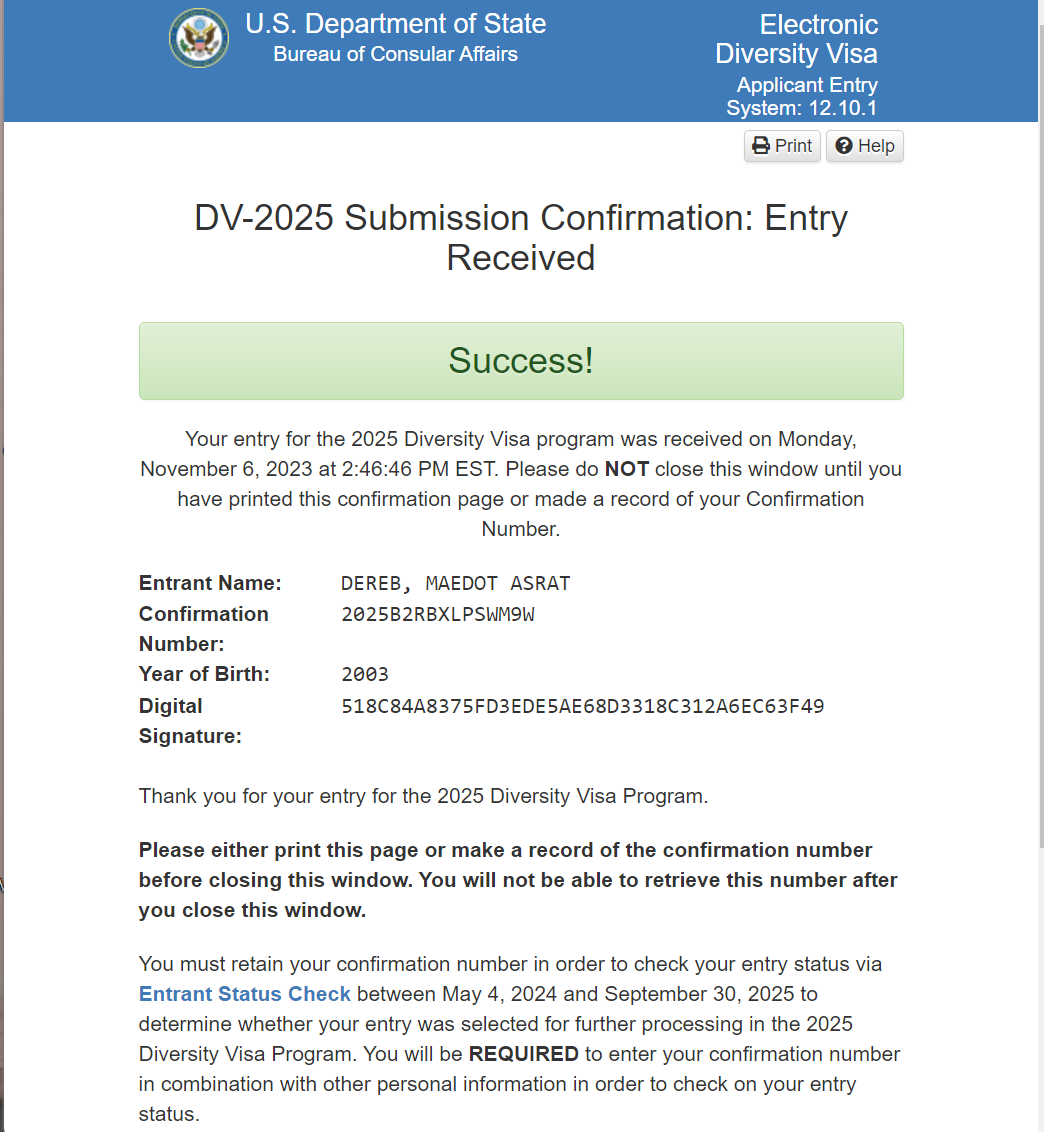 U.S. Department of State
Bureau of Consular Affairs
Electronic
Diversity Visa
Applicant Entry
System: 12.10.1
Print
Help
DV-2025 Submission Confirmation: Entry
Received
Success!
Your entry for the 2025 Diversity Visa program was received on Monday,
November 6, 2023 at 2:46:46 PM EST. Please do NOT close this window until you
have printed this confirmation page or made a record of your Confirmation
Number.
Entrant Name: DEREB, MAEDOT ASRAT
Confirmation 2025B2RBXLPSWM9W
Number:
Year of Birth: 2003
Digital 518C84A8375FD3EDE5AE68D3318C312A6EC63F49
Signature:
Thank you for your entry for the 2025 Diversity Visa Program.
Please either print this page or make a record of the confirmation number
before closing this window. You will not be able to retrieve this number after
you close this window.
You must retain your confirmation number in order to check your entry status via
Entrant Status Check between May 4, 2024 and September 30, 2025 to
determine whether your entry was selected for further processing in the 2025
Diversity Visa Program. You will be REQUIRED to enter your confirmation number
in combination with other personal information in order to check on your entry
status.